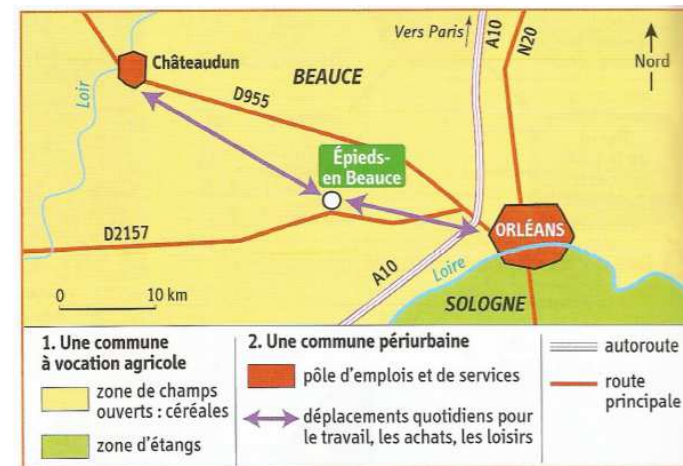 Vers Paris
A10
N20
Nord
Châteaudun
BEAUCE
Loir
D955
Épieds-
en Beauce
D2157
ORLÉANS
A10
Loire
0 10 km
SOLOGNE
1. Une commune
à vocation agricole
zone de champs
ouverts : céréales
zone d'étangs
2. Une commune périurbaine
pôle d'emplois et de services
déplacements quotidiens pour
le travail, les achats, les loisirs
autoroute
route
principale